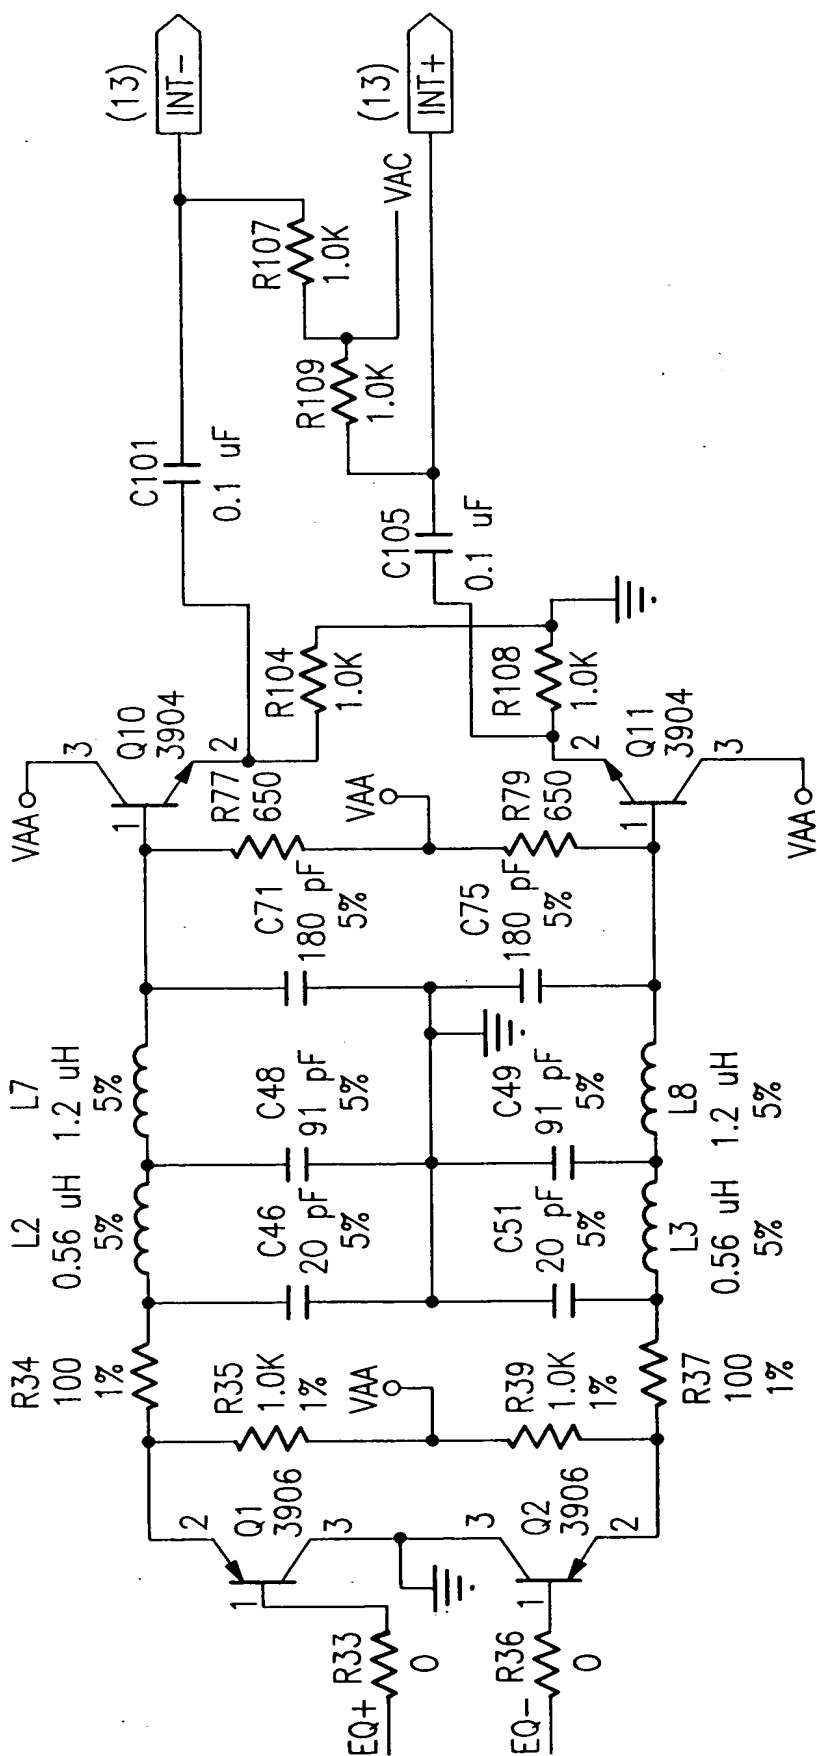 EQ+
R33
0
EQ-
R36
0
1
2
Q1
3906
3
3
Q2
3906
2
1
R34
100
1%
R35
1.0K
1%
VAA
R39
1.0K
1%
R37
100
1%
L2
0.56 uH
5%
C46
20 pF
5%
C51
20 pF
5%
L3
0.56 uH
5%
L7
1.2 uH
5%
C48
91 pF
5%
C49
91 pF
5%
L8
1.2 uH
5%
C71
180 pF
5%
C75
180 pF
5%
R77
650
VAA
R79
650
VAA
1
3
Q10
3904
2
1
2
Q11
3904
3
VAA
R104
1.0K
R108
1.0K
C101
0.1 uF
C105
0.1 uF
R109
1.0K
R107
1.0K
VAC
(13)
INT-
(13)
INT+